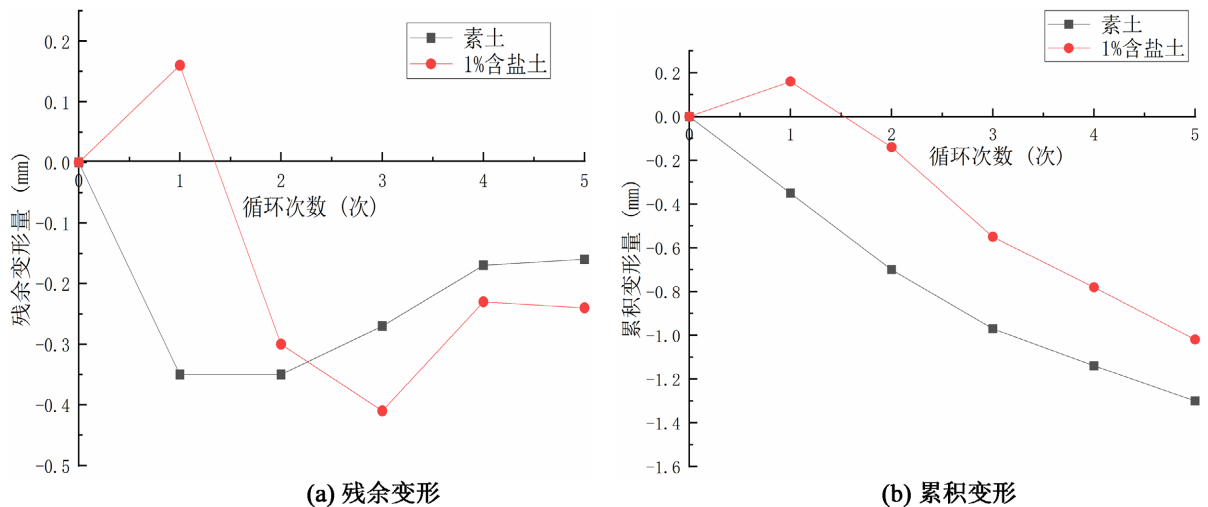 素土
1%含盐土
0.2
0.1
0.0
-0.1
-0.2
-0.3
-0.4
-0.5
0 1 2 3 4 5
循环次数 (次)
残余变形量 (mm)
(a) 残余变形
素土
1%含盐土
0.2
0.0
-0.2
-0.4
-0.6
-0.8
-1.0
-1.2
-1.4
-1.6
0 1 2 3 4 5
循环次数 (次)
累积变形量 (mm)
(b) 累积变形